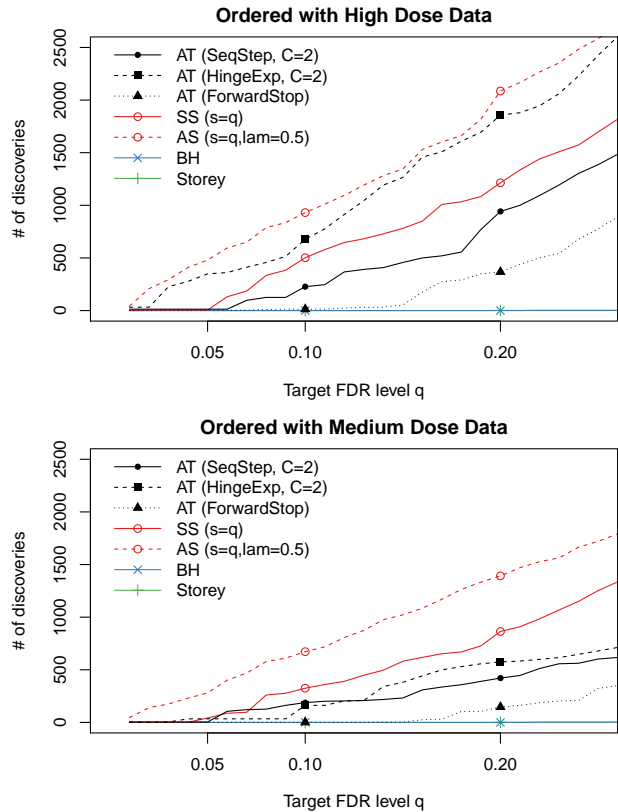 Ordered with High Dose Data
# of discoveries
2500
2000
1500
1000
500
0
AT (SeqStep, C=2)
AT (HingeExp, C=2)
AT (ForwardStop)
SS (s=q)
AS (s=q,lam=0.5)
BH
Storey
0.05 0.10 0.20
Target FDR level q
Ordered with Medium Dose Data
# of discoveries
2500
2000
1500
1000
500
0
AT (SeqStep, C=2)
AT (HingeExp, C=2)
AT (ForwardStop)
SS (s=q)
AS (s=q,lam=0.5)
BH
Storey
0.05 0.10 0.20
Target FDR level q